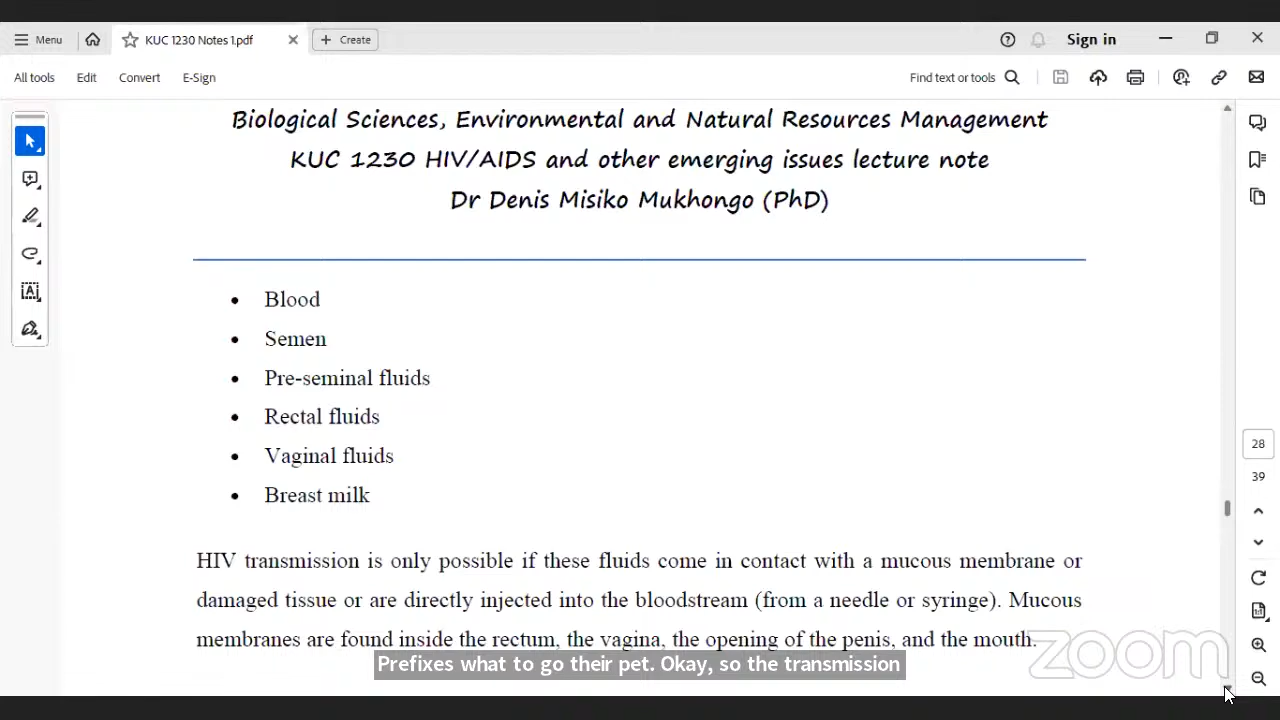 Menu
KUC 1230 Notes 1.pdf
Create
Sign in
All tools Edit Convert E-Sign
Find text or tools
Biological Sciences, Environmental and Natural Resources Management
KUC 1230 HIV/AIDS and other emerging issues lecture note
Dr Denis Misiko Mukhongo (PhD)
• Blood
• Semen
• Pre-seminal fluids
• Rectal fluids
• Vaginal fluids
• Breast milk
HIV transmission is only possible if these fluids come in contact with a mucous membrane or
damaged tissue or are directly injected into the bloodstream (from a needle or syringe). Mucous
membranes are found inside the rectum, the vagina, the opening of the penis, and the mouth.
Prefixes what to go their pet. Okay, so the transmission
zoom
28
39